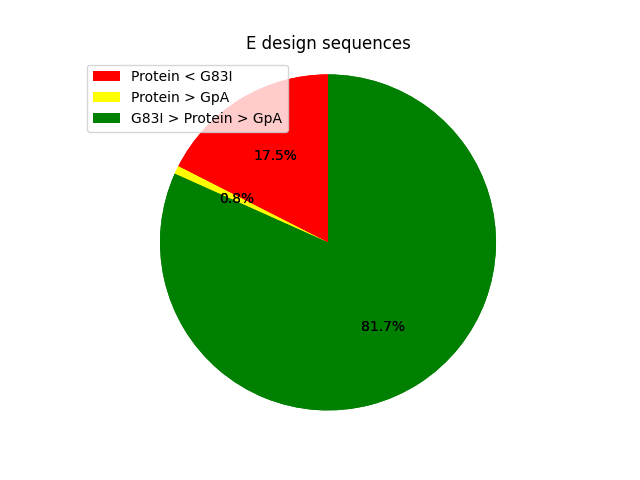 E design sequences
Protein < G83I
Protein > GpA
G83I > Protein > GpA
17.5%
0.8%
81.7%